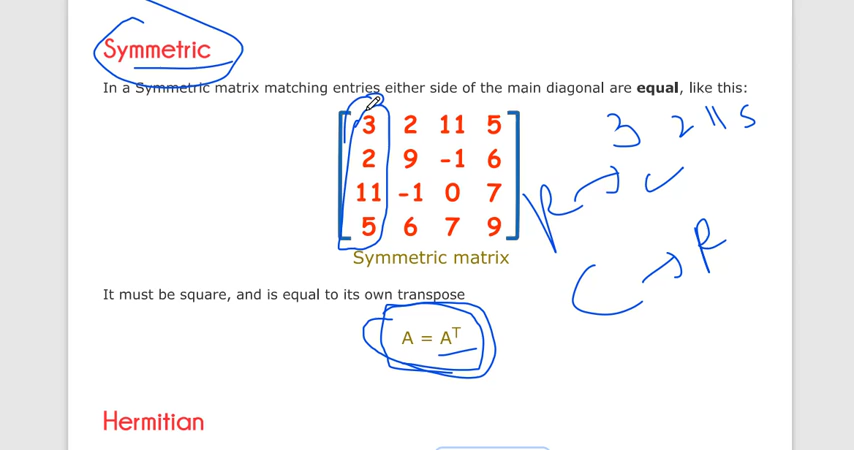 Symmetric
In a Symmetric matrix matching entries either side of the main diagonal are equal, like this:
3 2 11 5
2 9 -1 6
11 -1 0 7
5 6 7 9
3 2 11 5
R → C
C → R
Symmetric matrix
It must be square, and is equal to its own transpose
A = Aᵀ
Hermitian